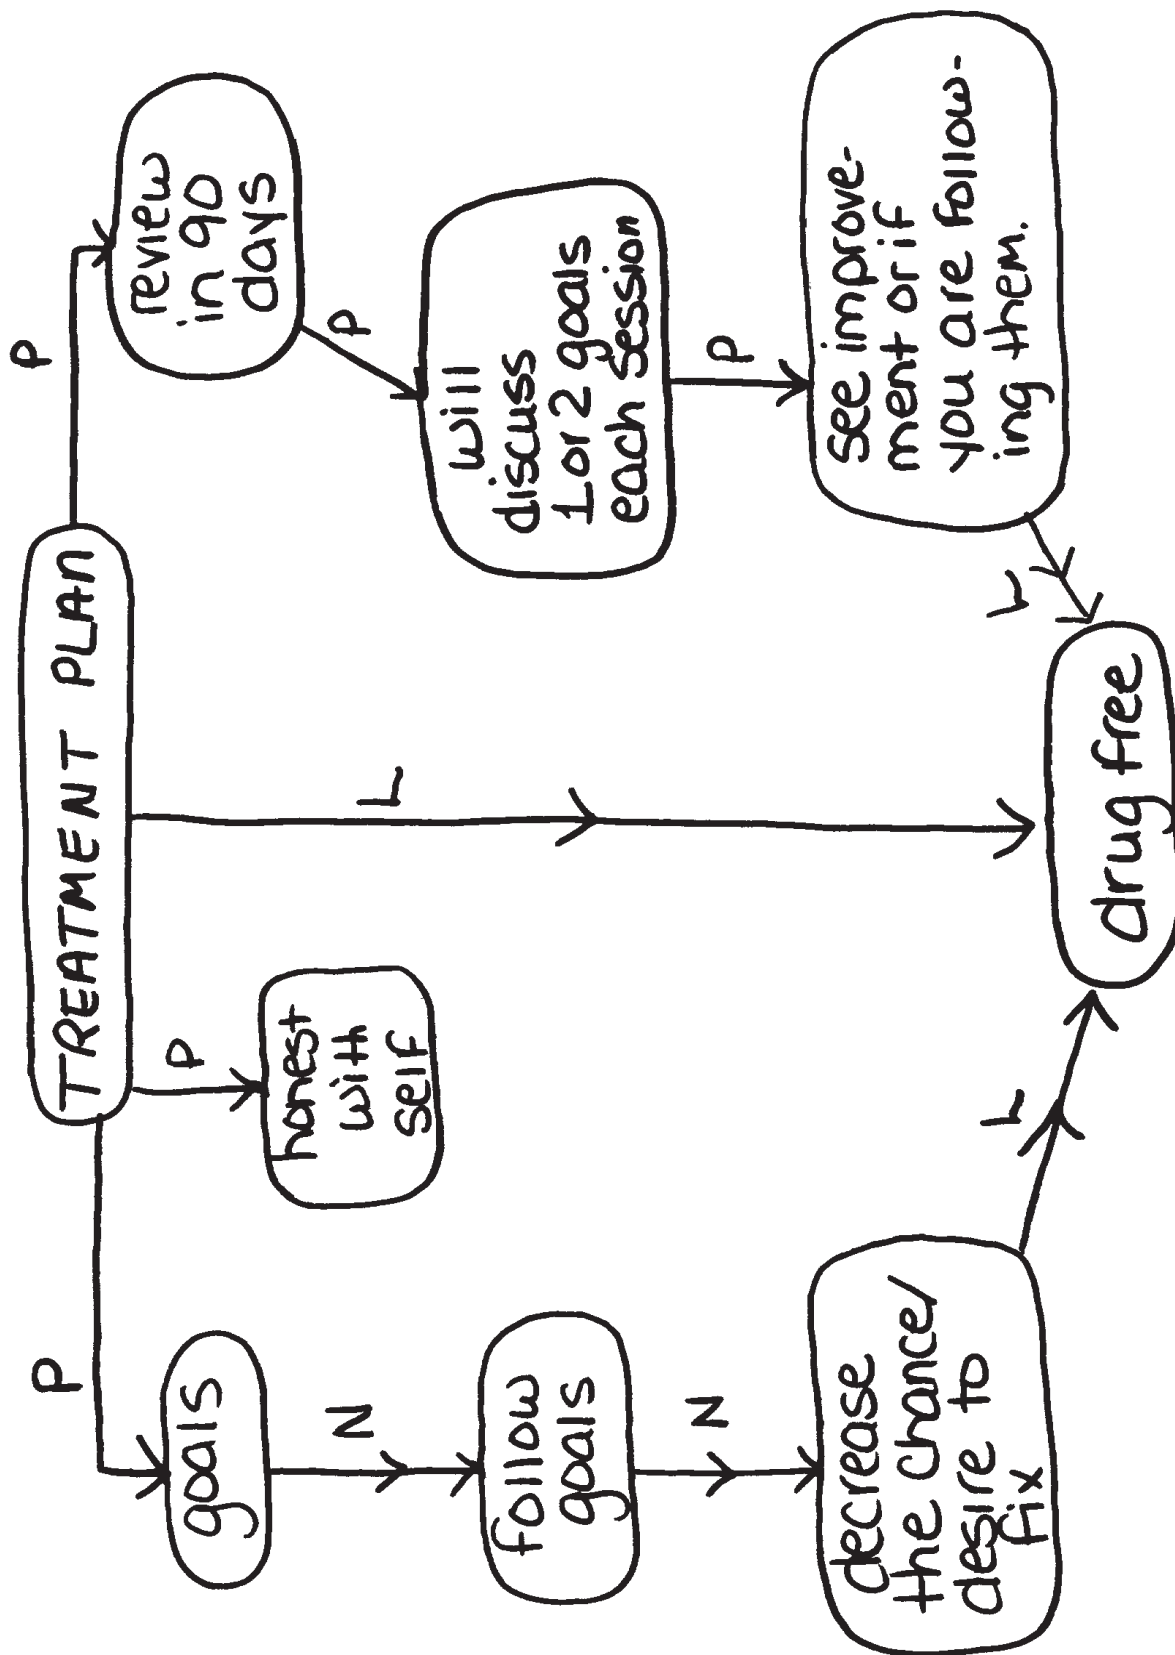 TREATMENT PLAN
P
P
L
P
goals
N
follow
goals
N
decrease
the chance/
desire to
fix
L
honest
with
self
review
in 90
days
P
will
discuss
1 or 2 goals
each session
P
see improve-
ment or if
you are follow-
ing them.
L
drug free